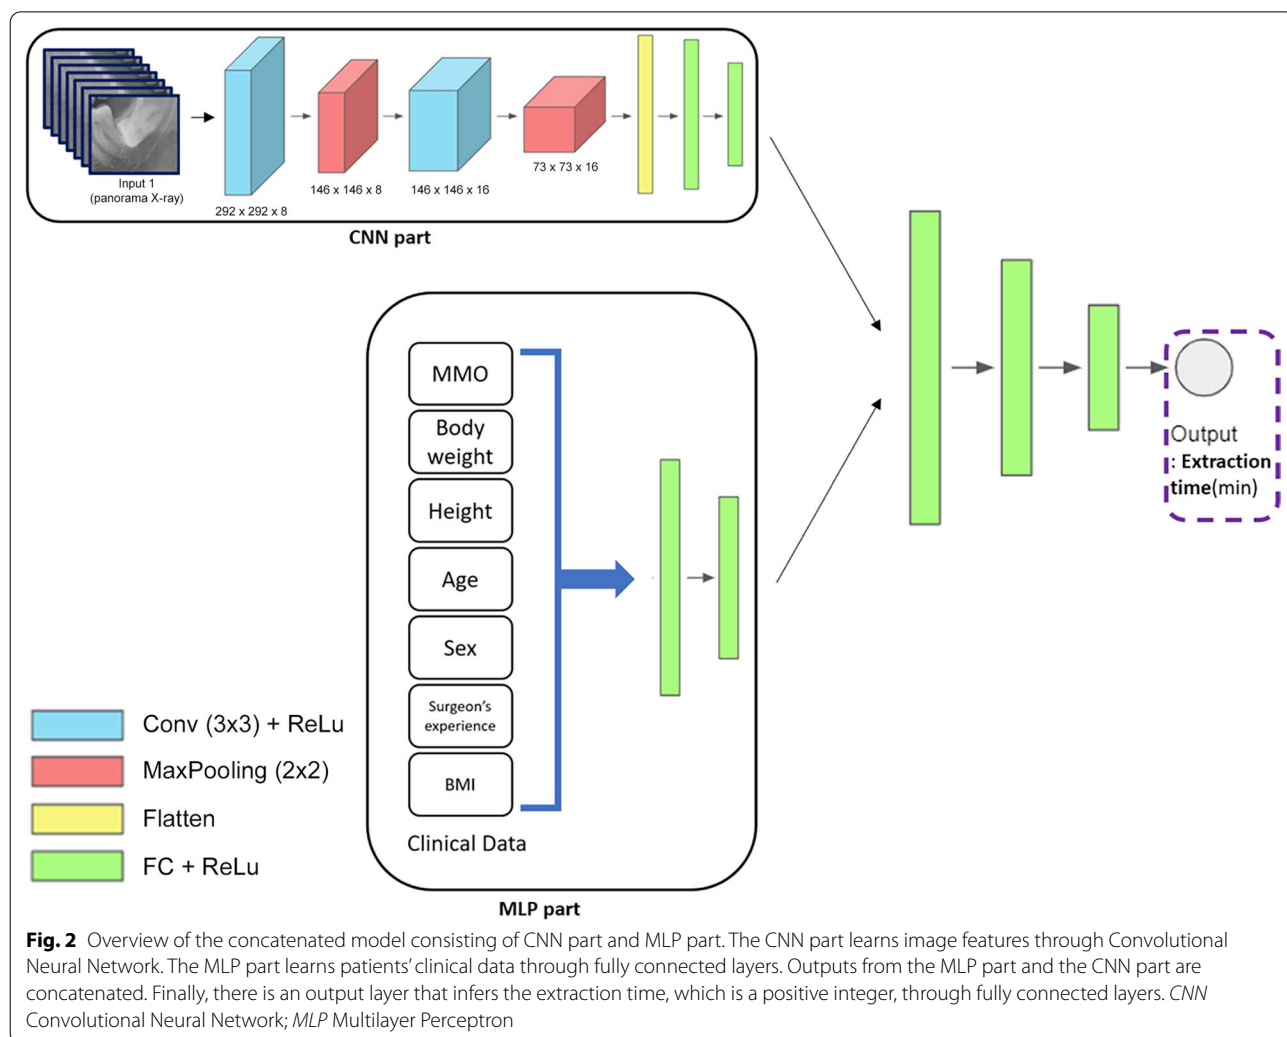 Input 1
(panorama X-ray)
292 x 292 x 8
146 x 146 x 8
146 x 146 x 16
73 x 73 x 16
CNN part
MMO
Body
weight
Height
Age
Sex
Surgeon's
experience
BMI
Clinical Data
MLP part
Output
: Extraction
time(min)
Conv (3x3) + ReLu
MaxPooling (2x2)
Flatten
FC + ReLu
Fig. 2 Overview of the concatenated model consisting of CNN part and MLP part. The CNN part learns image features through Convolutional
Neural Network. The MLP part learns patients' clinical data through fully connected layers. Outputs from the MLP part and the CNN part are
concatenated. Finally, there is an output layer that infers the extraction time, which is a positive integer, through fully connected layers. CNN
Convolutional Neural Network; MLP Multilayer Perceptron